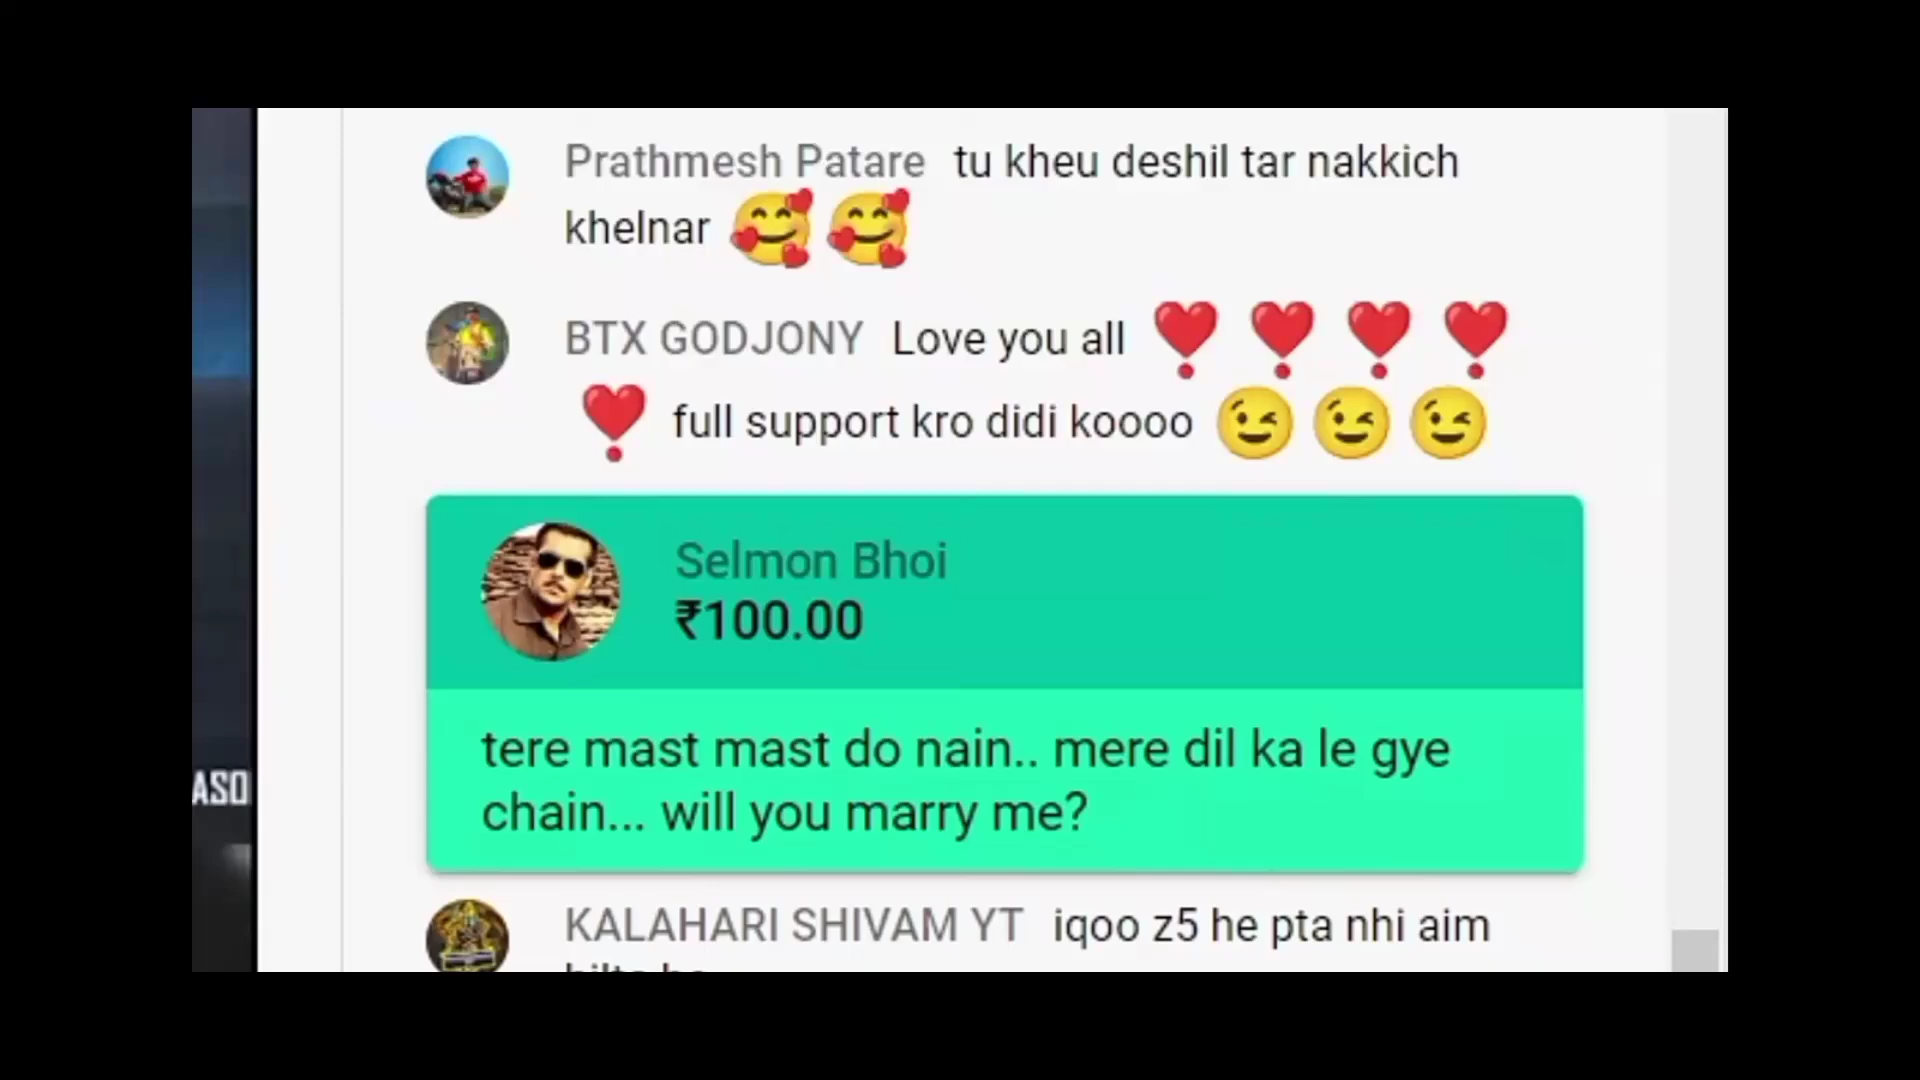 Prathmesh Patare tu kheu deshil tar nakkich
khelnar 🥰 🥰
BTX GODJONY Love you all ❣️ ❣️ ❣️ ❣️
❣️ full support kro didi koooo 😉 😉 😉
Selmon Bhoi
₹100.00
tere mast mast do nain.. mere dil ka le gye
chain... will you marry me?
ASO
KALAHARI SHIVAM YT iqoo z5 he pta nhi aim